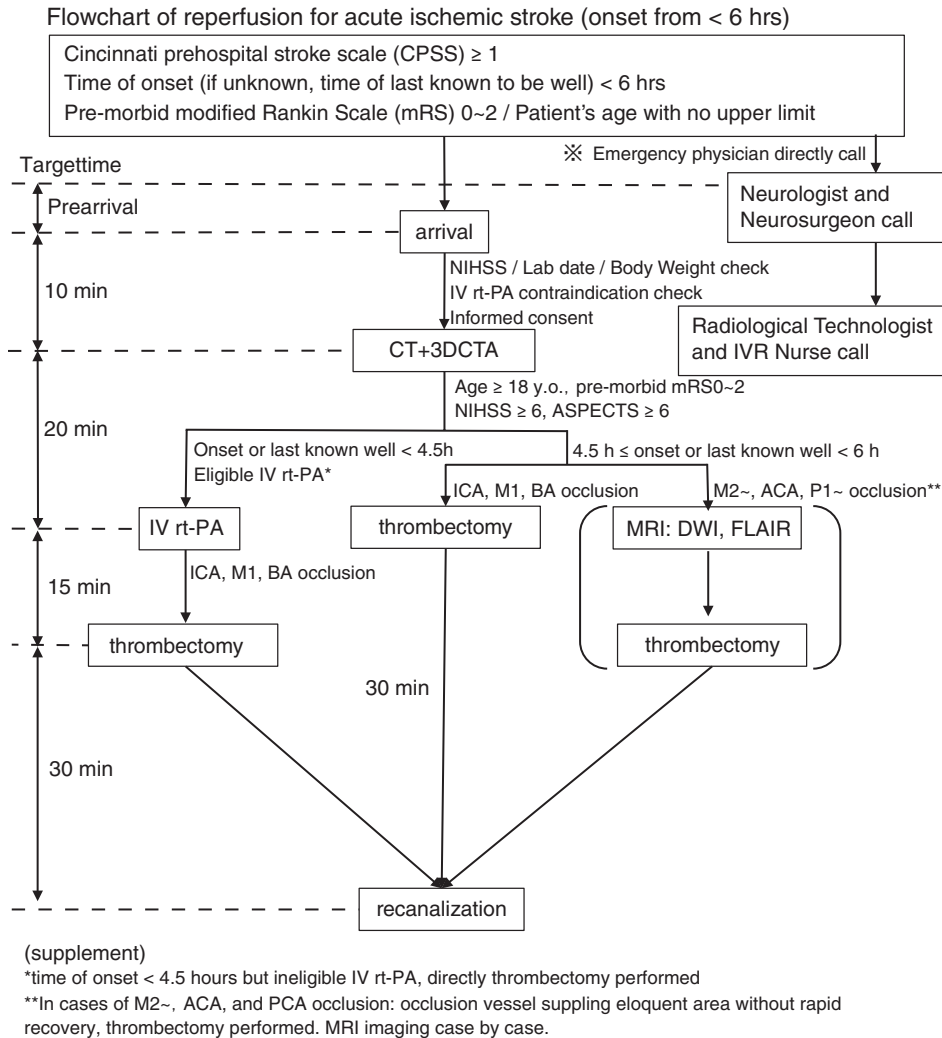 Flowchart of reperfusion for acute ischemic stroke (onset from < 6 hrs)
Cincinnati prehospital stroke scale (CPSS) ≥ 1
Time of onset (if unknown, time of last known to be well) < 6 hrs
Pre-morbid modified Rankin Scale (mRS) 0~2 / Patient's age with no upper limit
※ Emergency physician directly call
Targettime
Prearrival
Neurologist and
Neurosurgeon call
arrival
10 min
NIHSS / Lab date / Body Weight check
IV rt-PA contraindication check
Informed consent
Radiological Technologist
and IVR Nurse call
CT+3DCTA
Age ≥ 18 y.o., pre-morbid mRS0~2
NIHSS ≥ 6, ASPECTS ≥ 6
20 min
Onset or last known well < 4.5h
Eligible IV rt-PA*
4.5 h ≤ onset or last known well < 6 h
ICA, M1, BA occlusion
M2~, ACA, P1~ occlusion**
IV rt-PA
thrombectomy
MRI: DWI, FLAIR
15 min
ICA, M1, BA occlusion
thrombectomy
thrombectomy
30 min
30 min
recanalization
(supplement)
*time of onset < 4.5 hours but ineligible IV rt-PA, directly thrombectomy performed
**In cases of M2~, ACA, and PCA occlusion: occlusion vessel suppling eloquent area without rapid
recovery, thrombectomy performed. MRI imaging case by case.